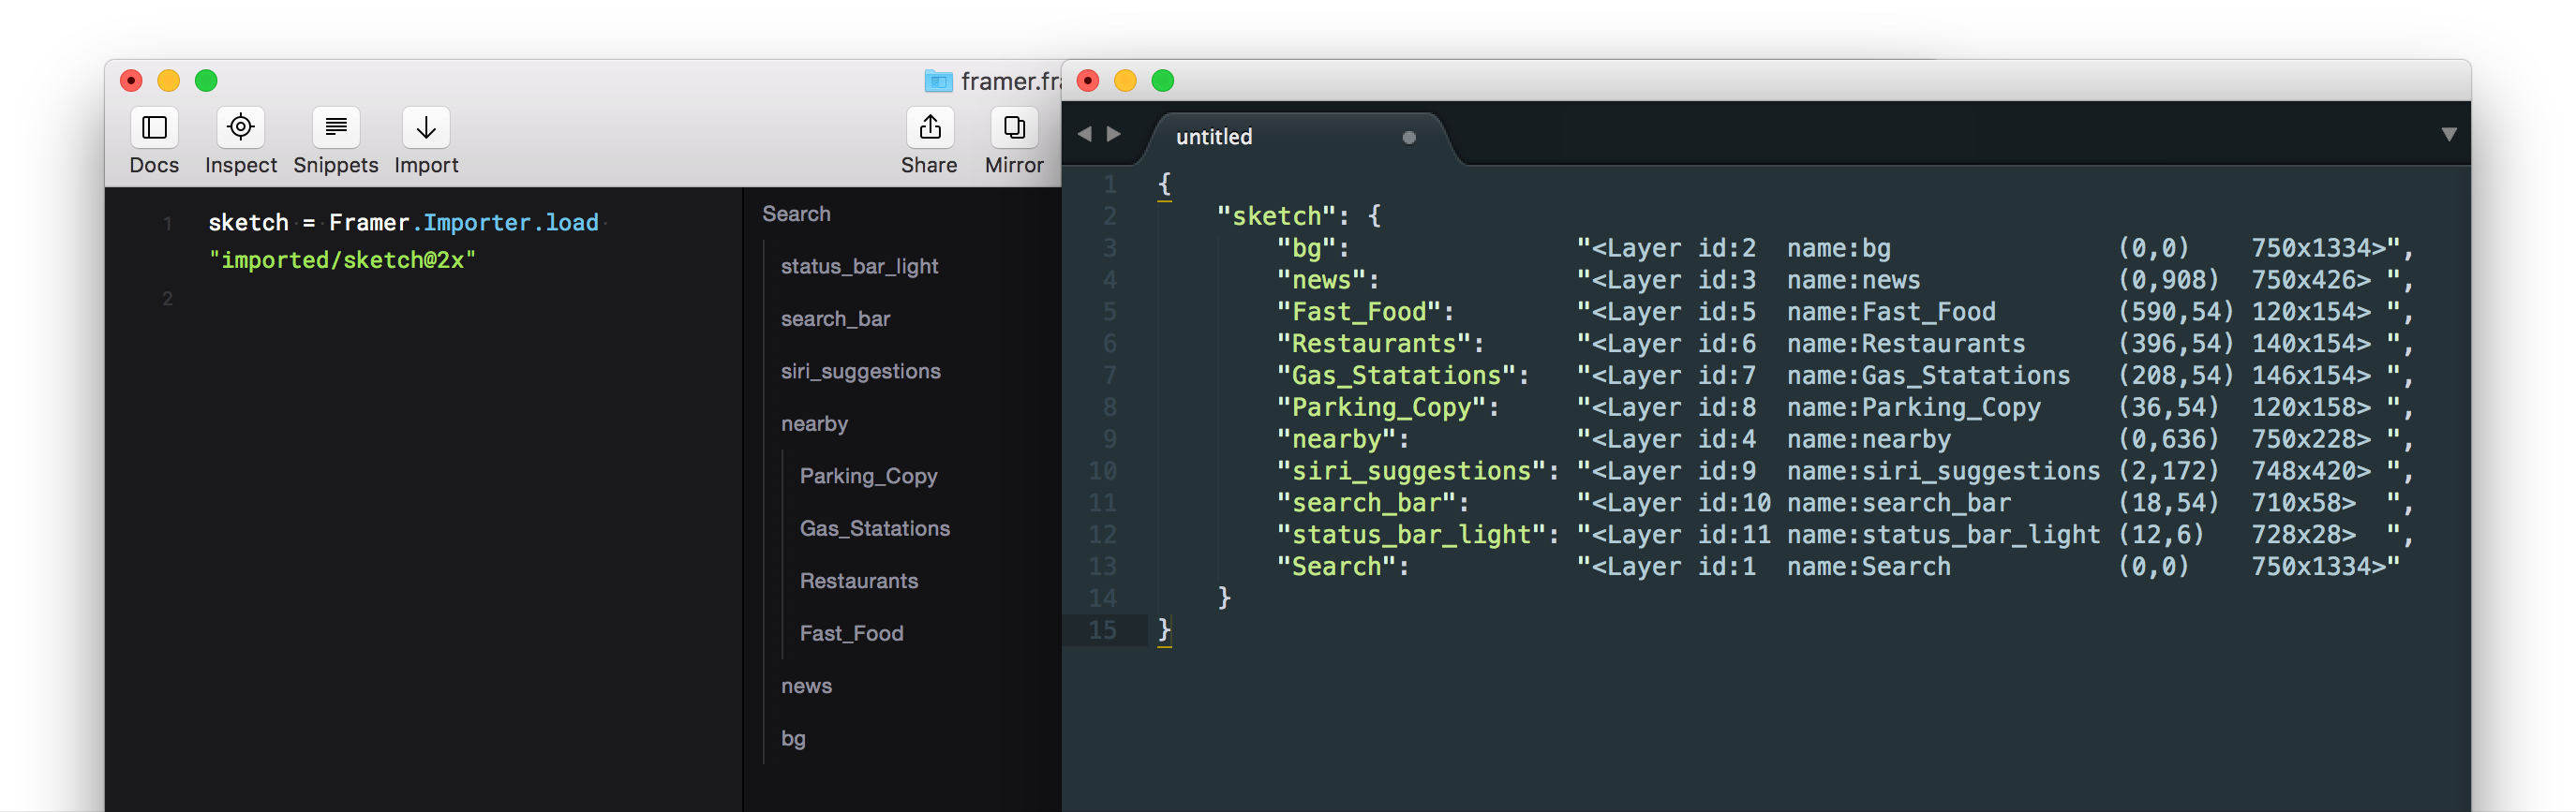 framer.fra
Docs Inspect Snippets Import Share Mirror
1 sketch = Framer.Importer.load
"imported/sketch@2x"
2
Search
status_bar_light
search_bar
siri_suggestions
nearby
Parking_Copy
Gas_Statations
Restaurants
Fast_Food
news
bg
untitled
1 {
2 "sketch": {
3 "bg": "<Layer id:2 name:bg (0,0) 750x1334>",
4 "news": "<Layer id:3 name:news (0,908) 750x426> ",
5 "Fast_Food": "<Layer id:5 name:Fast_Food (590,54) 120x154> ",
6 "Restaurants": "<Layer id:6 name:Restaurants (396,54) 140x154> ",
7 "Gas_Statations": "<Layer id:7 name:Gas_Statations (208,54) 146x154> ",
8 "Parking_Copy": "<Layer id:8 name:Parking_Copy (36,54) 120x158> ",
9 "nearby": "<Layer id:4 name:nearby (0,636) 750x228> ",
10 "siri_suggestions": "<Layer id:9 name:siri_suggestions (2,172) 748x420> ",
11 "search_bar": "<Layer id:10 name:search_bar (18,54) 710x58> ",
12 "status_bar_light": "<Layer id:11 name:status_bar_light (12,6) 728x28> ",
13 "Search": "<Layer id:1 name:Search (0,0) 750x1334>"
14 }
15 }